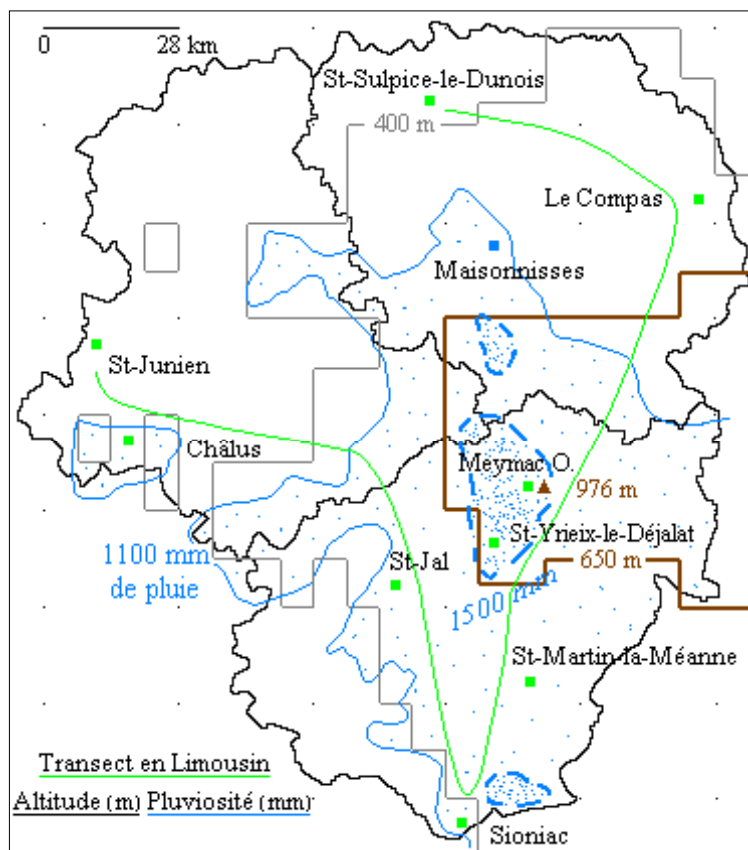 0 28 km
St-Sulpice-le-Dunois
400 m
Le Compas
Maisonnisses
St-Junien
Châlus
Meymac O.
976 m
St-Yrieix-le-Déjalat
1100 mm
de pluie
St-Jal
650 m
1500 mm
St-Martin-la-Méanne
Transect en Limousin
Altitude (m) Pluviosité (mm)
Sioniac